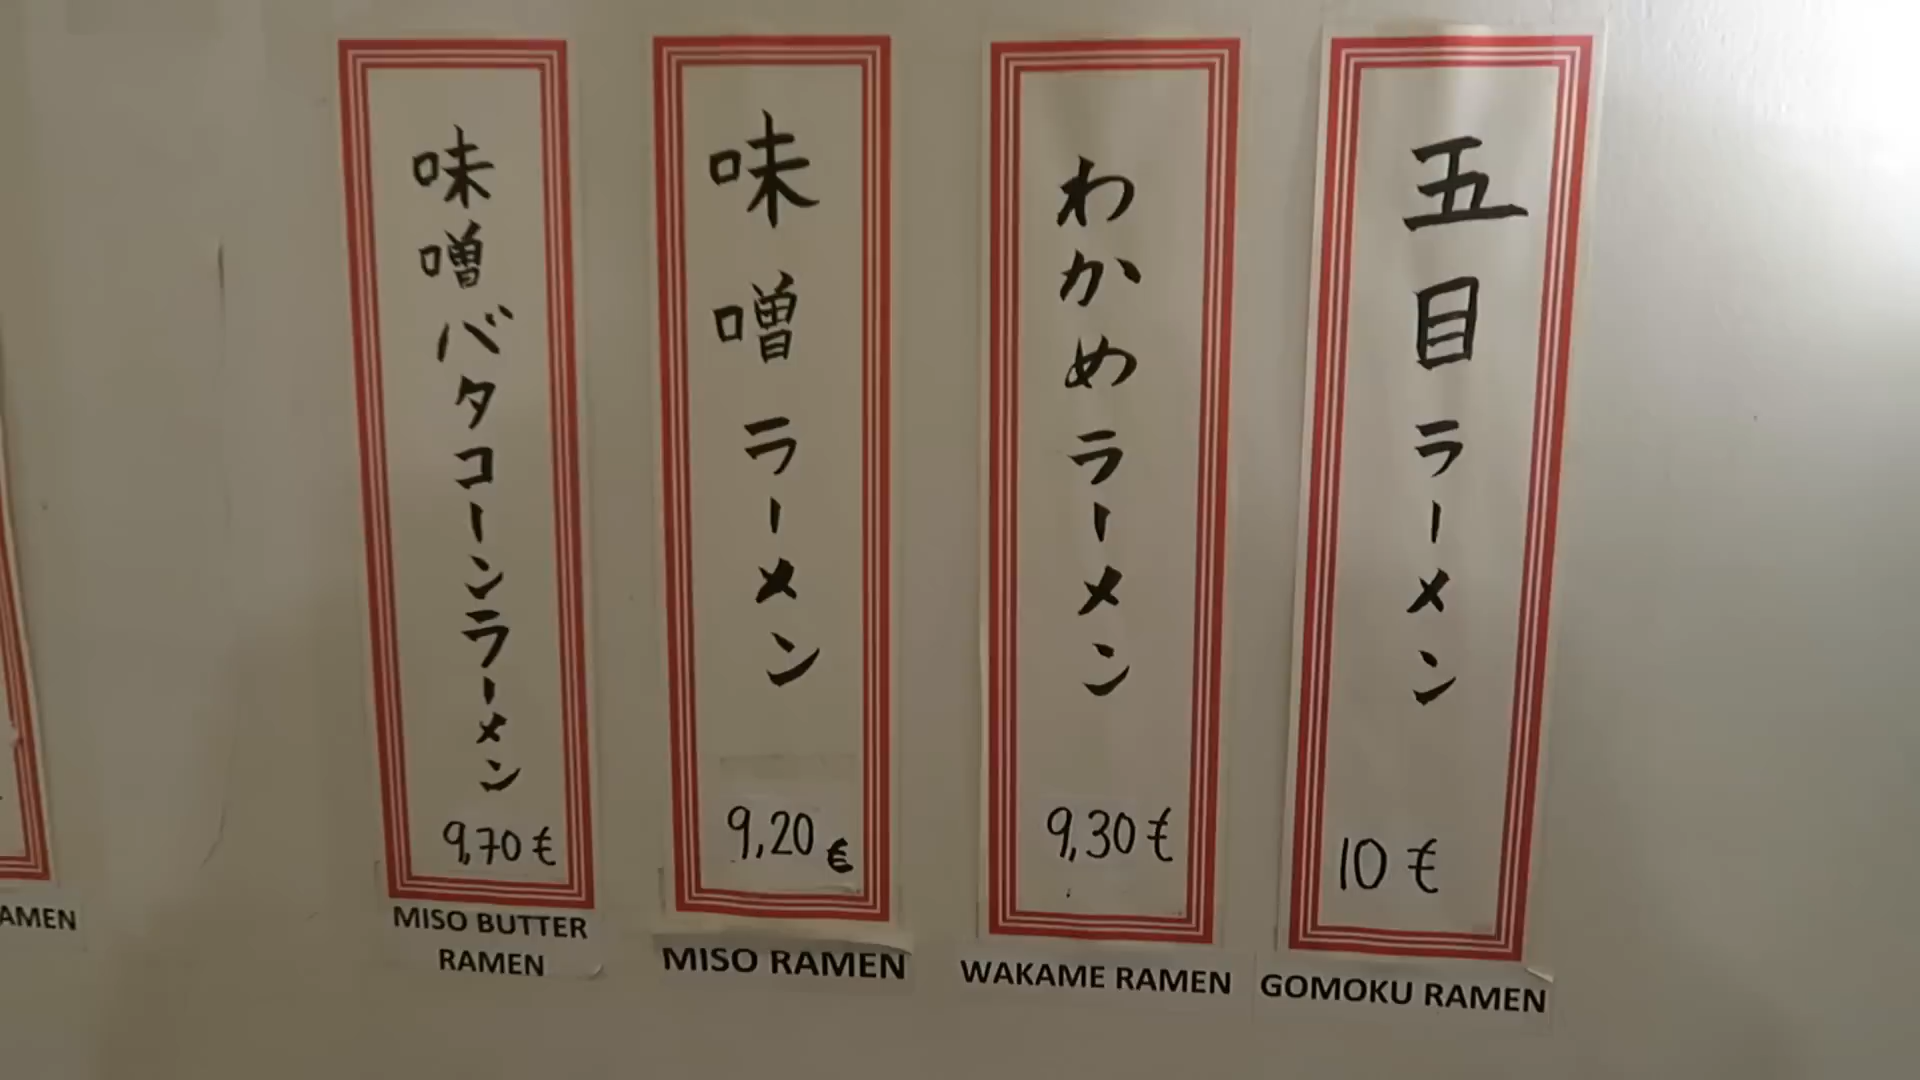 味噌バタコーンラーメン
9,70 €
MISO BUTTER
RAMEN
味噌ラーメン
9,20 €
MISO RAMEN
わかめラーメン
9,30 €
WAKAME RAMEN
五目ラーメン
10 €
GOMOKU RAMEN